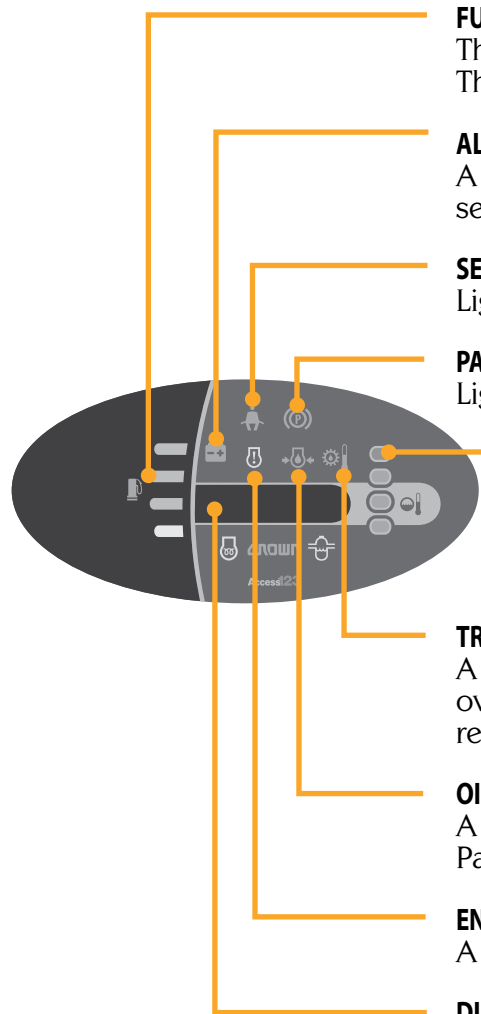 FU
Th
Th
AL
A
se
SE
Lig
PA
Lig
P
- +
!
CROWN
Access123
TR
A
ov
re
OI
A
Pa
EN
A
DI